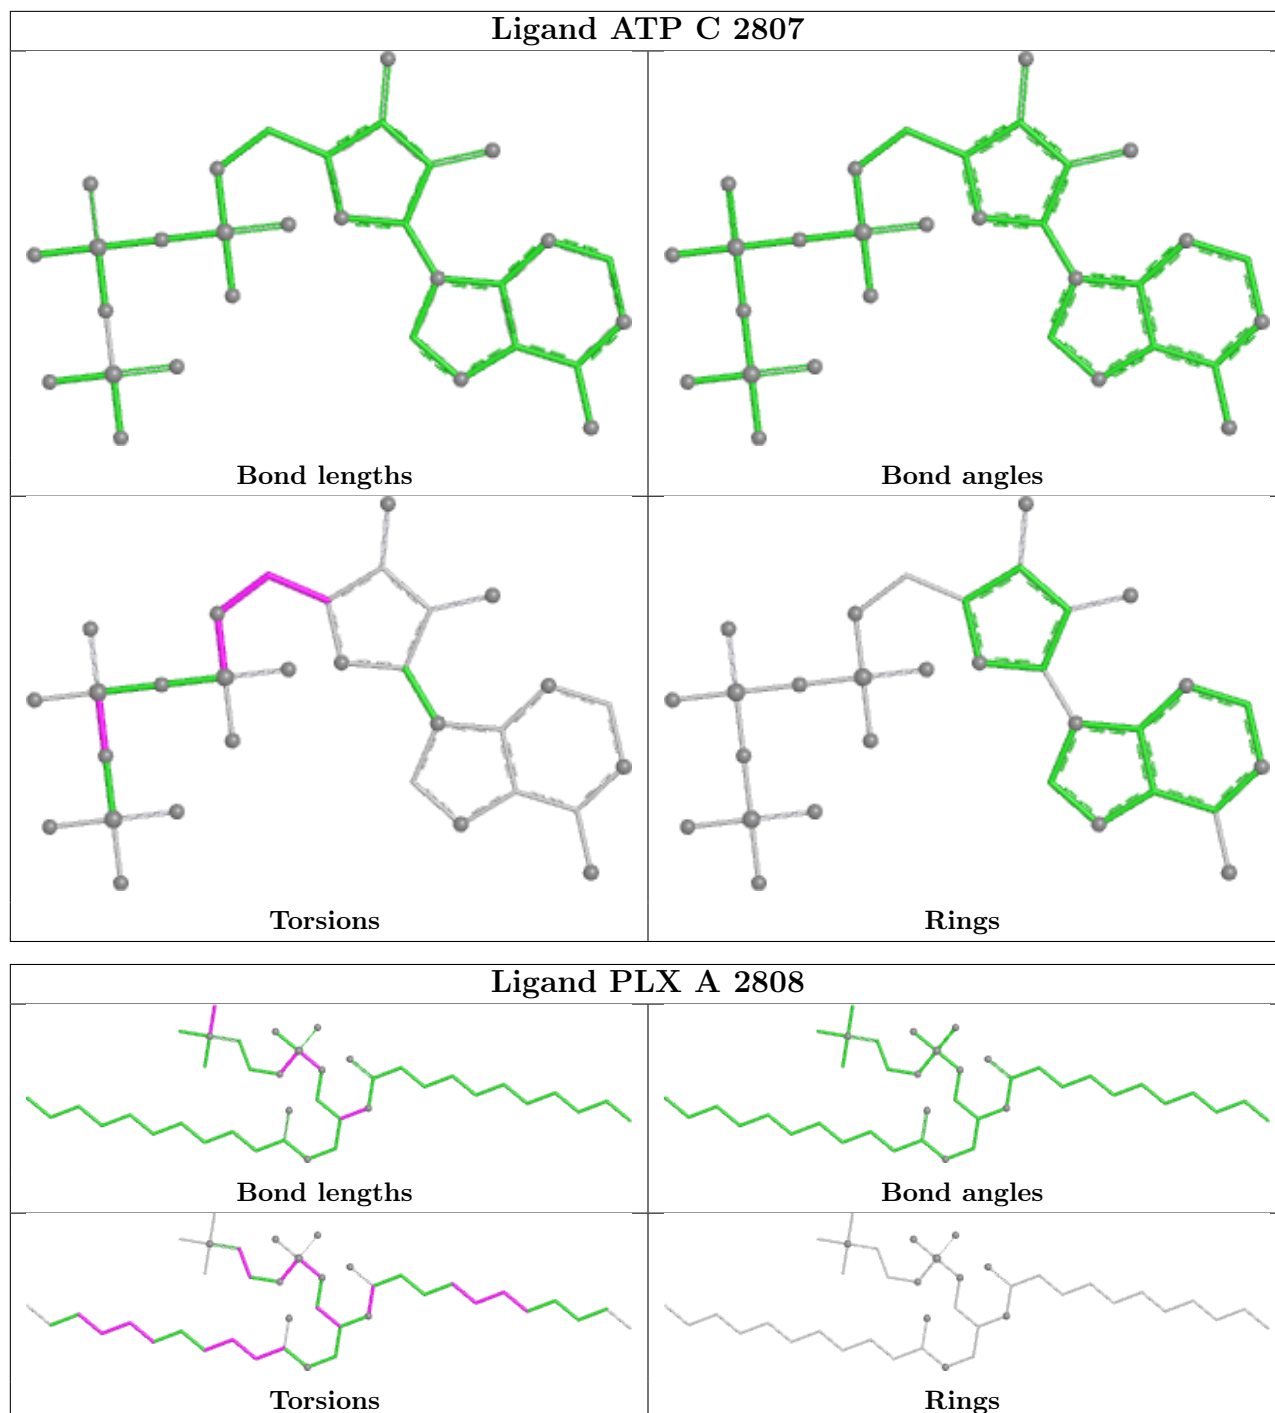 Ligand ATP C 2807
Bond lengths
Bond angles
Torsions
Rings
Ligand PLX A 2808
Bond lengths
Bond angles
Torsions
Rings